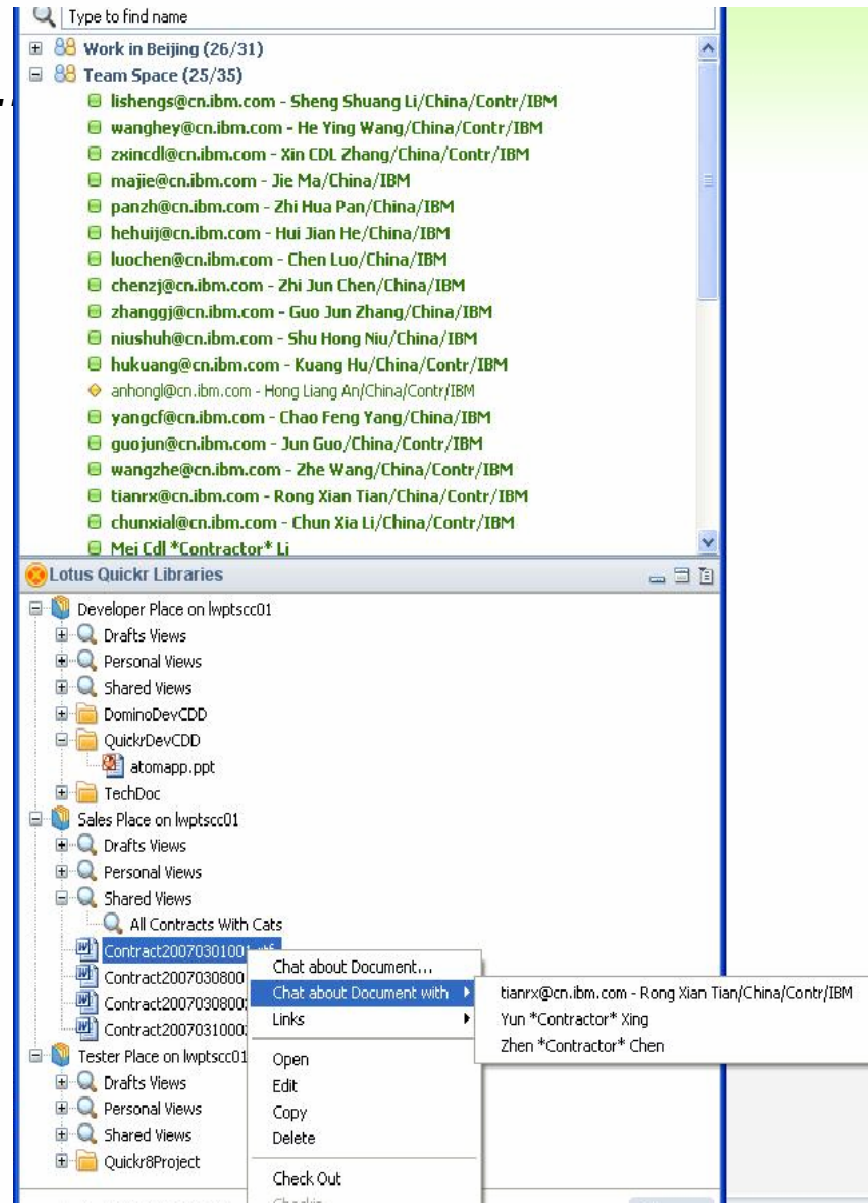 Type to find name
Work in Beijing (26/31)
Team Space (25/35)
lishengs@cn.ibm.com - Sheng Shuang Li/China/Contr/IBM
wanghey@cn.ibm.com - He Ying Wang/China/Contr/IBM
zxincdl@cn.ibm.com - Xin CDL Zhang/China/Contr/IBM
majie@cn.ibm.com - Jie Ma/China/IBM
panzh@cn.ibm.com - Zhi Hua Pan/China/IBM
hehuij@cn.ibm.com - Hui Jian He/China/IBM
luochen@cn.ibm.com - Chen Luo/China/IBM
chenzj@cn.ibm.com - Zhi Jun Chen/China/IBM
zhanggj@cn.ibm.com - Guo Jun Zhang/China/IBM
niushuh@cn.ibm.com - Shu Hong Niu/China/IBM
hukuang@cn.ibm.com - Kuang Hu/China/Contr/IBM
anhongl@cn.ibm.com - Hong Liang An/China/Contr/IBM
yangcf@cn.ibm.com - Chao Feng Yang/China/IBM
guojun@cn.ibm.com - Jun Guo/China/Contr/IBM
wangzhe@cn.ibm.com - Zhe Wang/China/Contr/IBM
tianrx@cn.ibm.com - Rong Xian Tian/China/Contr/IBM
chunxial@cn.ibm.com - Chun Xia Li/China/Contr/IBM
Mei Cdl *Contractor* Li
Lotus Quickr Libraries
Developer Place on lwptscc01
Drafts Views
Personal Views
Shared Views
DominoDevCDD
QuickrDevCDD
atomapp.ppt
TechDoc
Sales Place on lwptscc01
Drafts Views
Personal Views
Shared Views
All Contracts With Cats
Contract20070301001.rtf
Contract2007030800
Contract2007030800
Contract2007031000
Tester Place on lwptscc01
Drafts Views
Personal Views
Shared Views
Quickr8Project
Chat about Document...
Chat about Document with
Links
Open
Edit
Copy
Delete
Check Out
tianrx@cn.ibm.com - Rong Xian Tian/China/Contr/IBM
Yun *Contractor* Xing
Zhen *Contractor* Chen